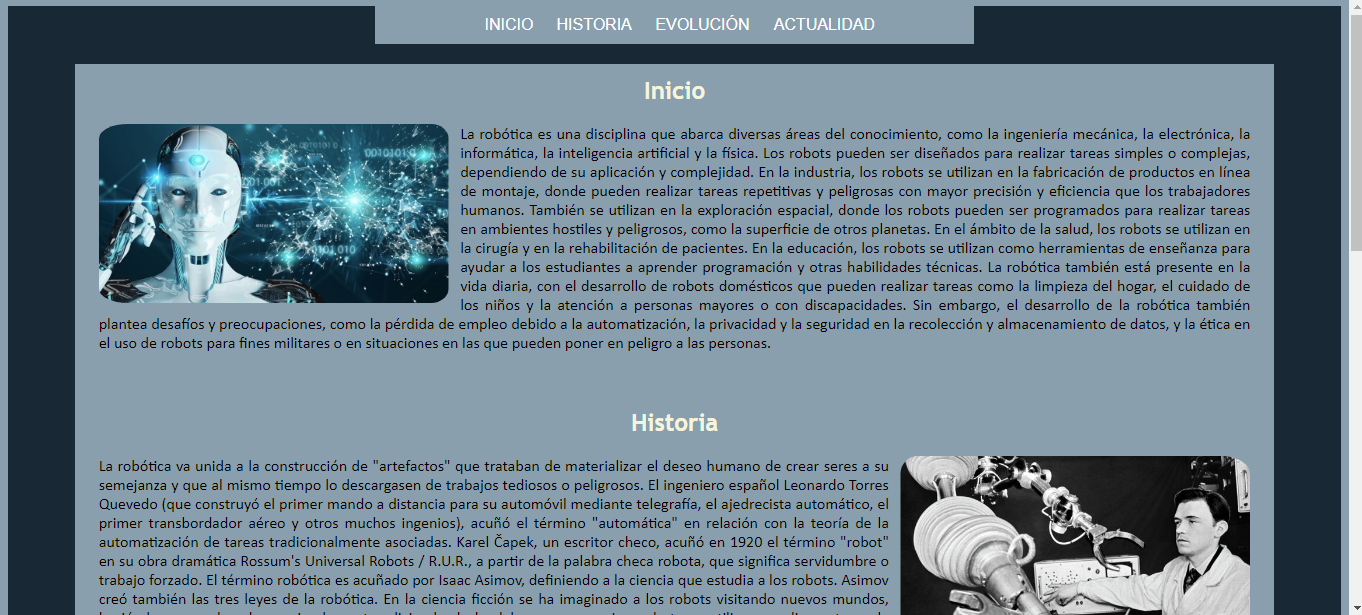 INICIO HISTORIA EVOLUCIÓN ACTUALIDAD
Inicio
La robótica es una disciplina que abarca diversas áreas del conocimiento, como la ingeniería mecánica, la electrónica, la
informática, la inteligencia artificial y la física. Los robots pueden ser diseñados para realizar tareas simples o complejas,
dependiendo de su aplicación y complejidad. En la industria, los robots se utilizan en la fabricación de productos en línea
de montaje, donde pueden realizar tareas repetitivas y peligrosas con mayor precisión y eficiencia que los trabajadores
humanos. También se utilizan en la exploración espacial, donde los robots pueden ser programados para realizar tareas
en ambientes hostiles y peligrosos, como la superficie de otros planetas. En el ámbito de la salud, los robots se utilizan en
la cirugía y en la rehabilitación de pacientes. En la educación, los robots se utilizan como herramientas de enseñanza para
ayudar a los estudiantes a aprender programación y otras habilidades técnicas. La robótica también está presente en la
vida diaria, con el desarrollo de robots domésticos que pueden realizar tareas como la limpieza del hogar, el cuidado de
los niños y la atención a personas mayores o con discapacidades. Sin embargo, el desarrollo de la robótica también
plantea desafíos y preocupaciones, como la pérdida de empleo debido a la automatización, la privacidad y la seguridad en la recolección y almacenamiento de datos, y la ética en
el uso de robots para fines militares o en situaciones en las que pueden poner en peligro a las personas.
Historia
La robótica va unida a la construcción de "artefactos" que trataban de materializar el deseo humano de crear seres a su
semejanza y que al mismo tiempo lo descargasen de trabajos tediosos o peligrosos. El ingeniero español Leonardo Torres
Quevedo (que construyó el primer mando a distancia para su automóvil mediante telegrafía, el ajedrecista automático, el
primer transbordador aéreo y otros muchos ingenios), acuñó el término "automática" en relación con la teoría de la
automatización de tareas tradicionalmente asociadas. Karel Čapek, un escritor checo, acuñó en 1920 el término "robot"
en su obra dramática Rossum's Universal Robots / R.U.R., a partir de la palabra checa robota, que significa servidumbre o
trabajo forzado. El término robótica es acuñado por Isaac Asimov, definiendo a la ciencia que estudia a los robots. Asimov
creó también las tres leyes de la robótica. En la ciencia ficción se ha imaginado a los robots visitando nuevos mundos,